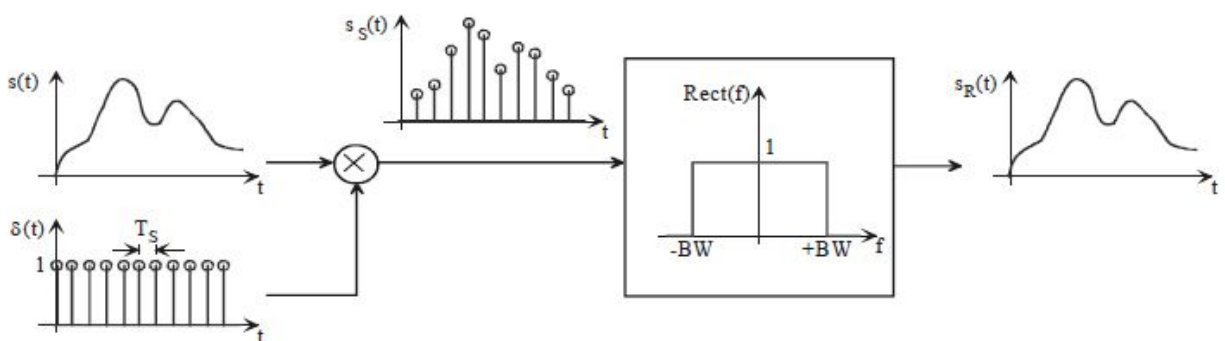 s(t)
t
δ(t)
T_S
1
t
s_S(t)
t
Rect(f)
1
-BW
+BW
f
s_R(t)
t